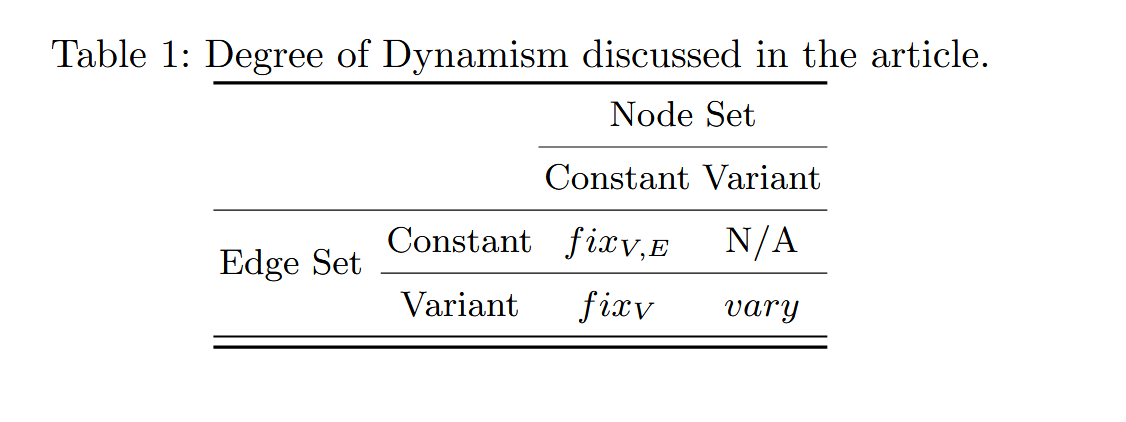 Table 1: Degree of Dynamism discussed in the article.
Node Set
Constant Variant
Edge Set
Constant fix_{V,E} N/A
Variant fix_V vary